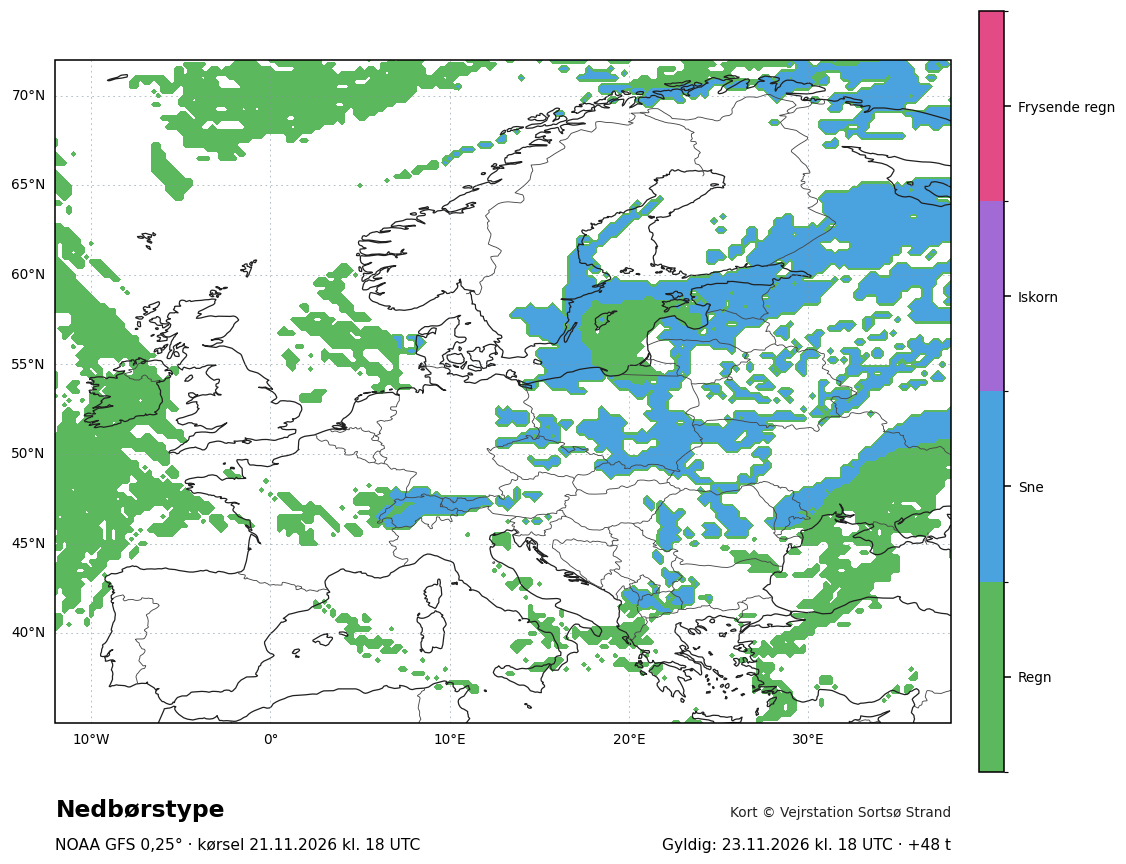 70°N
65°N
60°N
55°N
50°N
45°N
40°N
10°W 0° 10°E 20°E 30°E
Frysende regn
Iskorn
Sne
Regn
Nedbørstype
Kort © Vejrstation Sortsø Strand
NOAA GFS 0,25° · kørsel 21.11.2026 kl. 18 UTC
Gyldig: 23.11.2026 kl. 18 UTC · +48 t